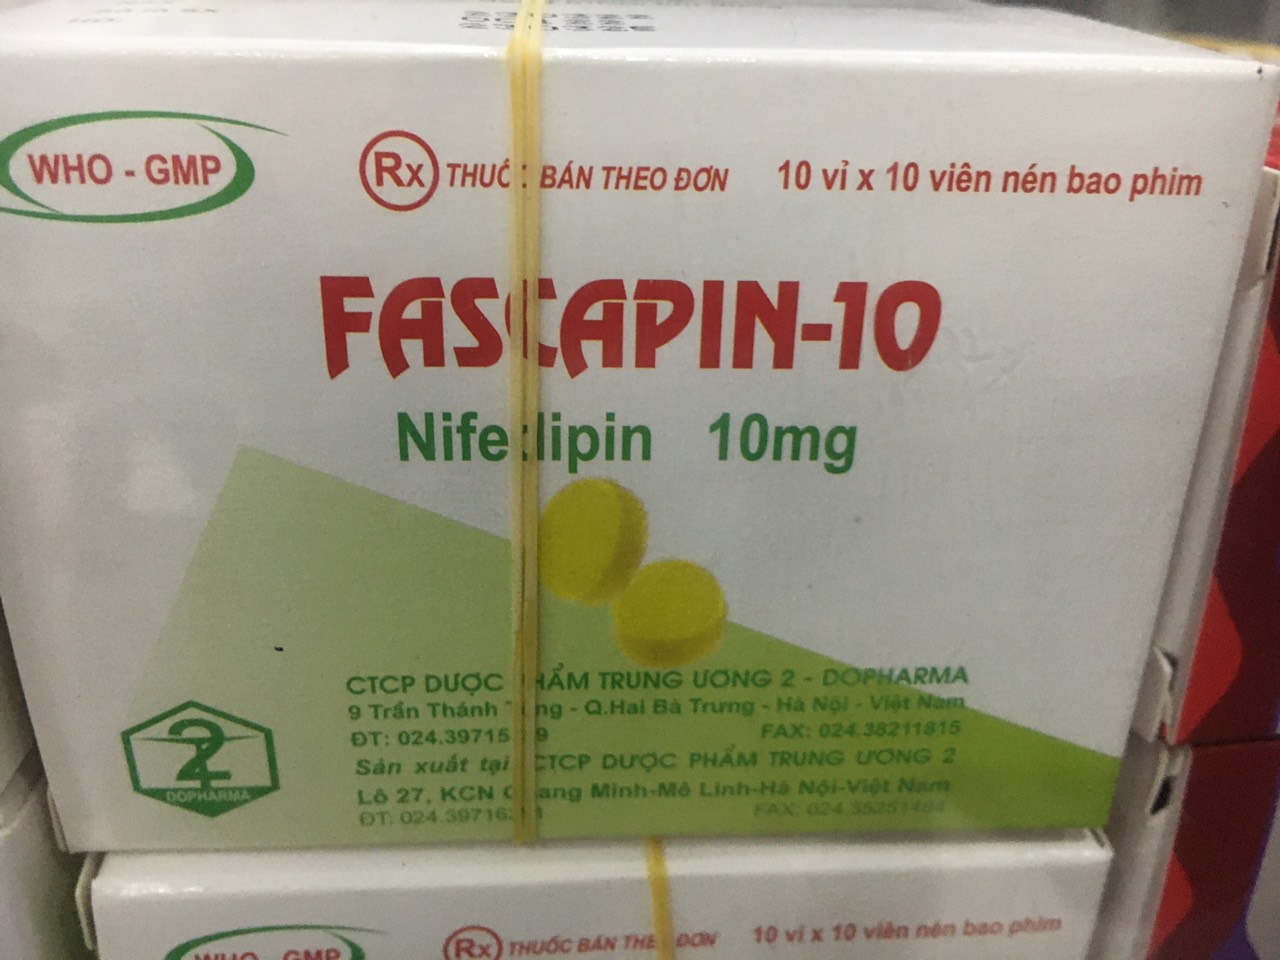 WHO - GMP
Rx THUỐC BÁN THEO ĐƠN 10 vỉ x 10 viên nén bao phim
FASCAPIN-10
Nifedipin 10mg
CTCP DƯỢC PHẨM TRUNG ƯƠNG 2 - DOPHARMA
9 Trần Thánh Tông - Q.Hai Bà Trưng - Hà Nội - Việt Nam
ĐT: FAX: 024.38211815
Sản xuất tại CTCP DƯỢC PHẨM TRUNG ƯƠNG 2
Lô 27, KCN Quang Minh-Mê Linh-Hà Nội-Việt Nam
ĐT: FAX:
2
DOPHARMA
WHO - GMP
Rx THUỐC BÁN THEO ĐƠN 10 vỉ x 10 viên nén bao phim